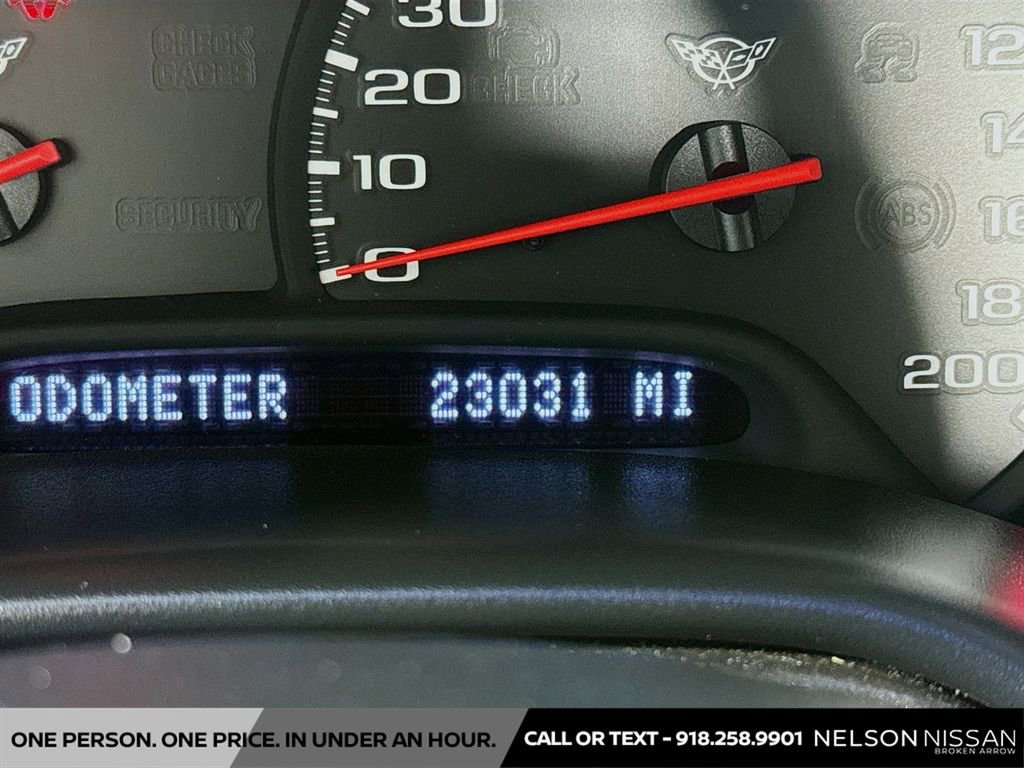 30
12
CHECK
GAGES
20
CHECK
14
10
SECURITY
ABS
16
0
18
200
ODOMETER 23031 MI
ONE PERSON. ONE PRICE. IN UNDER AN HOUR.
CALL OR TEXT - 918.258.9901
NELSON NISSAN
BROKEN ARROW